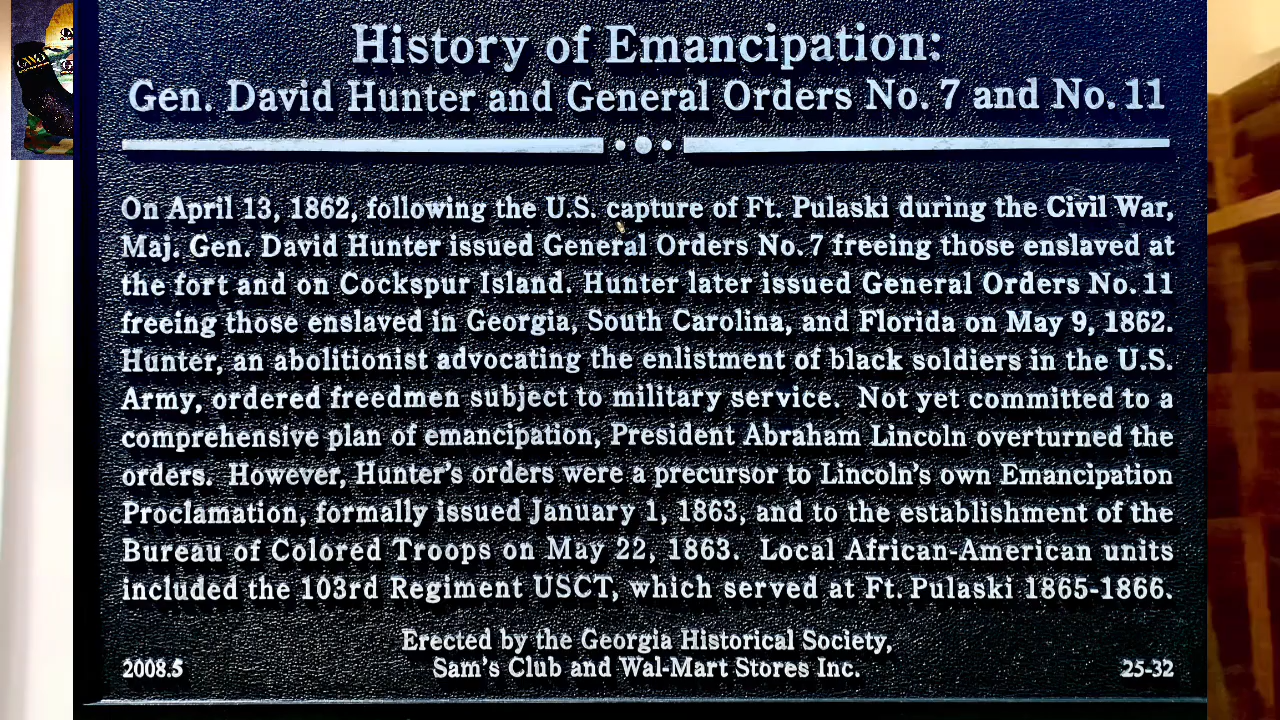 History of Emancipation:
Gen. David Hunter and General Orders No. 7 and No. 11
On April 13, 1862, following the U.S. capture of Ft. Pulaski during the Civil War,
Maj. Gen. David Hunter issued General Orders No. 7 freeing those enslaved at
the fort and on Cockspur Island. Hunter later issued General Orders No. 11
freeing those enslaved in Georgia, South Carolina, and Florida on May 9, 1862.
Hunter, an abolitionist advocating the enlistment of black soldiers in the U.S.
Army, ordered freedmen subject to military service. Not yet committed to a
comprehensive plan of emancipation, President Abraham Lincoln overturned the
orders. However, Hunter's orders were a precursor to Lincoln's own Emancipation
Proclamation, formally issued January 1, 1863, and to the establishment of the
Bureau of Colored Troops on May 22, 1863. Local African-American units
included the 103rd Regiment USCT, which served at Ft. Pulaski 1865-1866.
Erected by the Georgia Historical Society,
Sam's Club and Wal-Mart Stores Inc.
2008.5
25-32